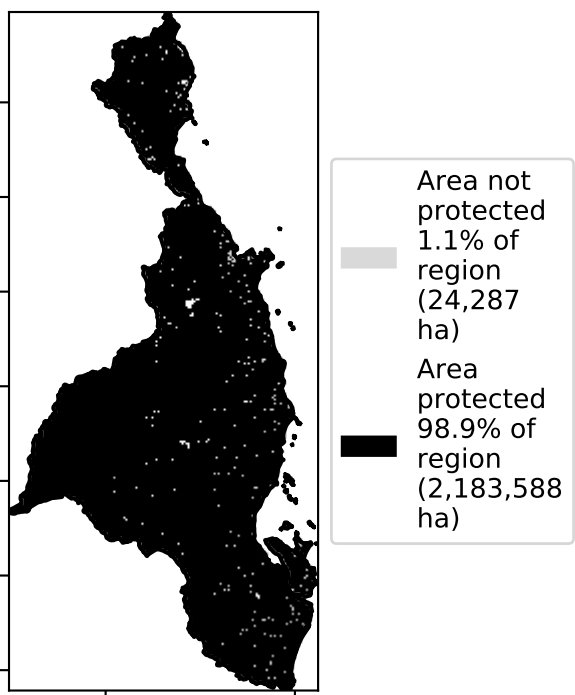 Area not
protected
1.1% of
region
(24,287
ha)
Area
protected
98.9% of
region
(2,183,588
ha)